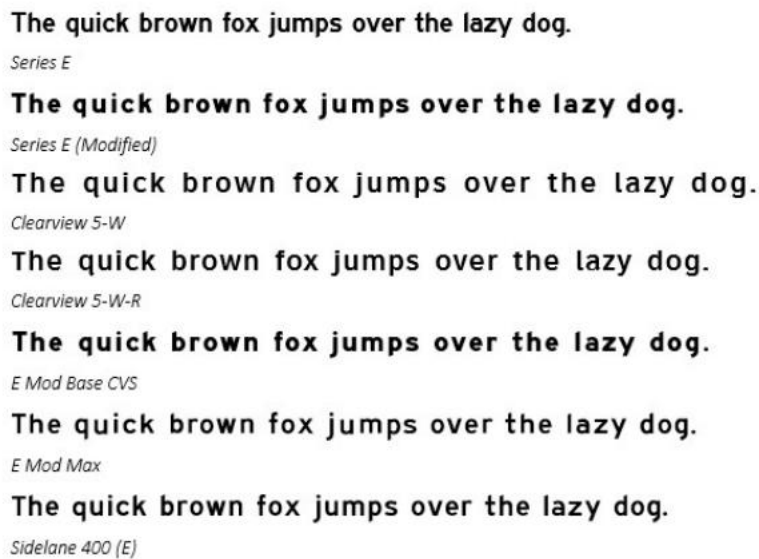 The quick brown fox jumps over the lazy dog.
Series E
The quick brown fox jumps over the lazy dog.
Series E (Modified)
The quick brown fox jumps over the lazy dog.
Clearview 5-W
The quick brown fox jumps over the lazy dog.
Clearview 5-W-R
The quick brown fox jumps over the lazy dog.
E Mod Base CVS
The quick brown fox jumps over the lazy dog.
E Mod Max
The quick brown fox jumps over the lazy dog.
Sidelane 400 (E)